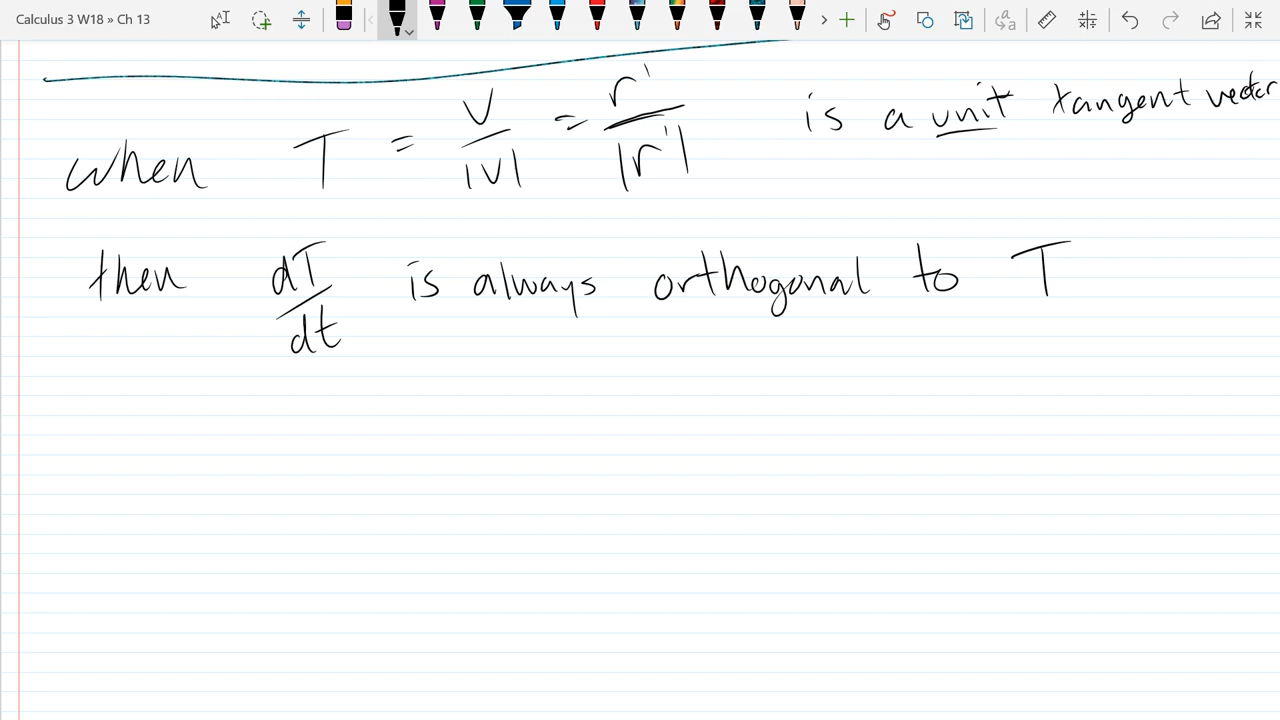 Calculus 3 W18 » Ch 13
when T = v/|v| = r'/|r'| is a unit tangent vector
then dT/dt is always orthogonal to T